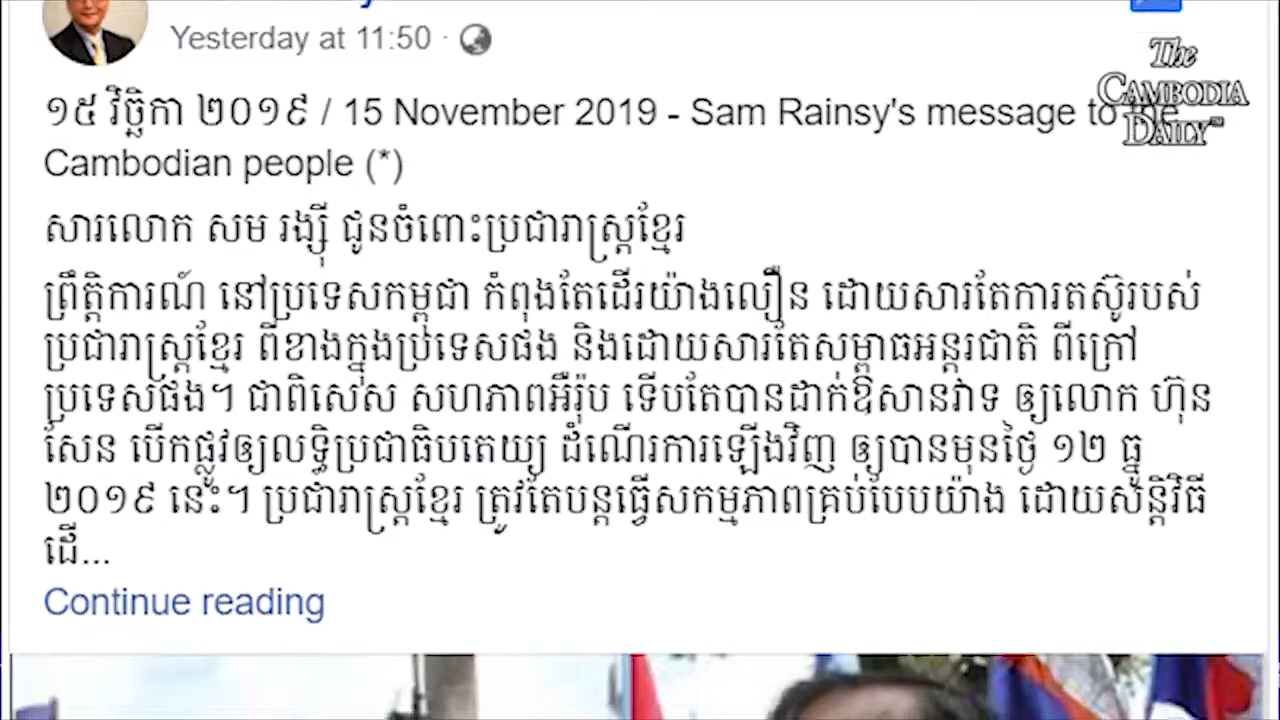 Yesterday at 11:50 ·
The
CAMBODIA
DAILY™
១៥ វិច្ឆិកា ២០១៩ / 15 November 2019 - Sam Rainsy's message to the
Cambodian people (*)
សារលោក សម រង្ស៊ី ជូនចំពោះប្រជារាស្ត្រខ្មែរ
ព្រឹត្តិការណ៍ នៅប្រទេសកម្ពុជា កំពុងតែដើរយ៉ាងលឿន ដោយសារតែការតស៊ូរបស់
ប្រជារាស្ត្រខ្មែរ ពីខាងក្នុងប្រទេសផង និងដោយសារតែសម្ពាធអន្តរជាតិ ពីក្រៅ
ប្រទេសផង។ ជាពិសេស សហភាពអឺរ៉ុប ទើបតែបានដាក់ឱសានវាទ ឲ្យលោក ហ៊ុន
សែន បើកផ្លូវឲ្យលទ្ធិប្រជាធិបតេយ្យ ដំណើរការឡើងវិញ ឲ្យបានមុនថ្ងៃ ១២ ធ្នូ
២០១៩ នេះ។ ប្រជារាស្ត្រខ្មែរ ត្រូវតែបន្តធ្វើសកម្មភាពគ្រប់បែបយ៉ាង ដោយសន្តិវិធី
ដើ...
Continue reading